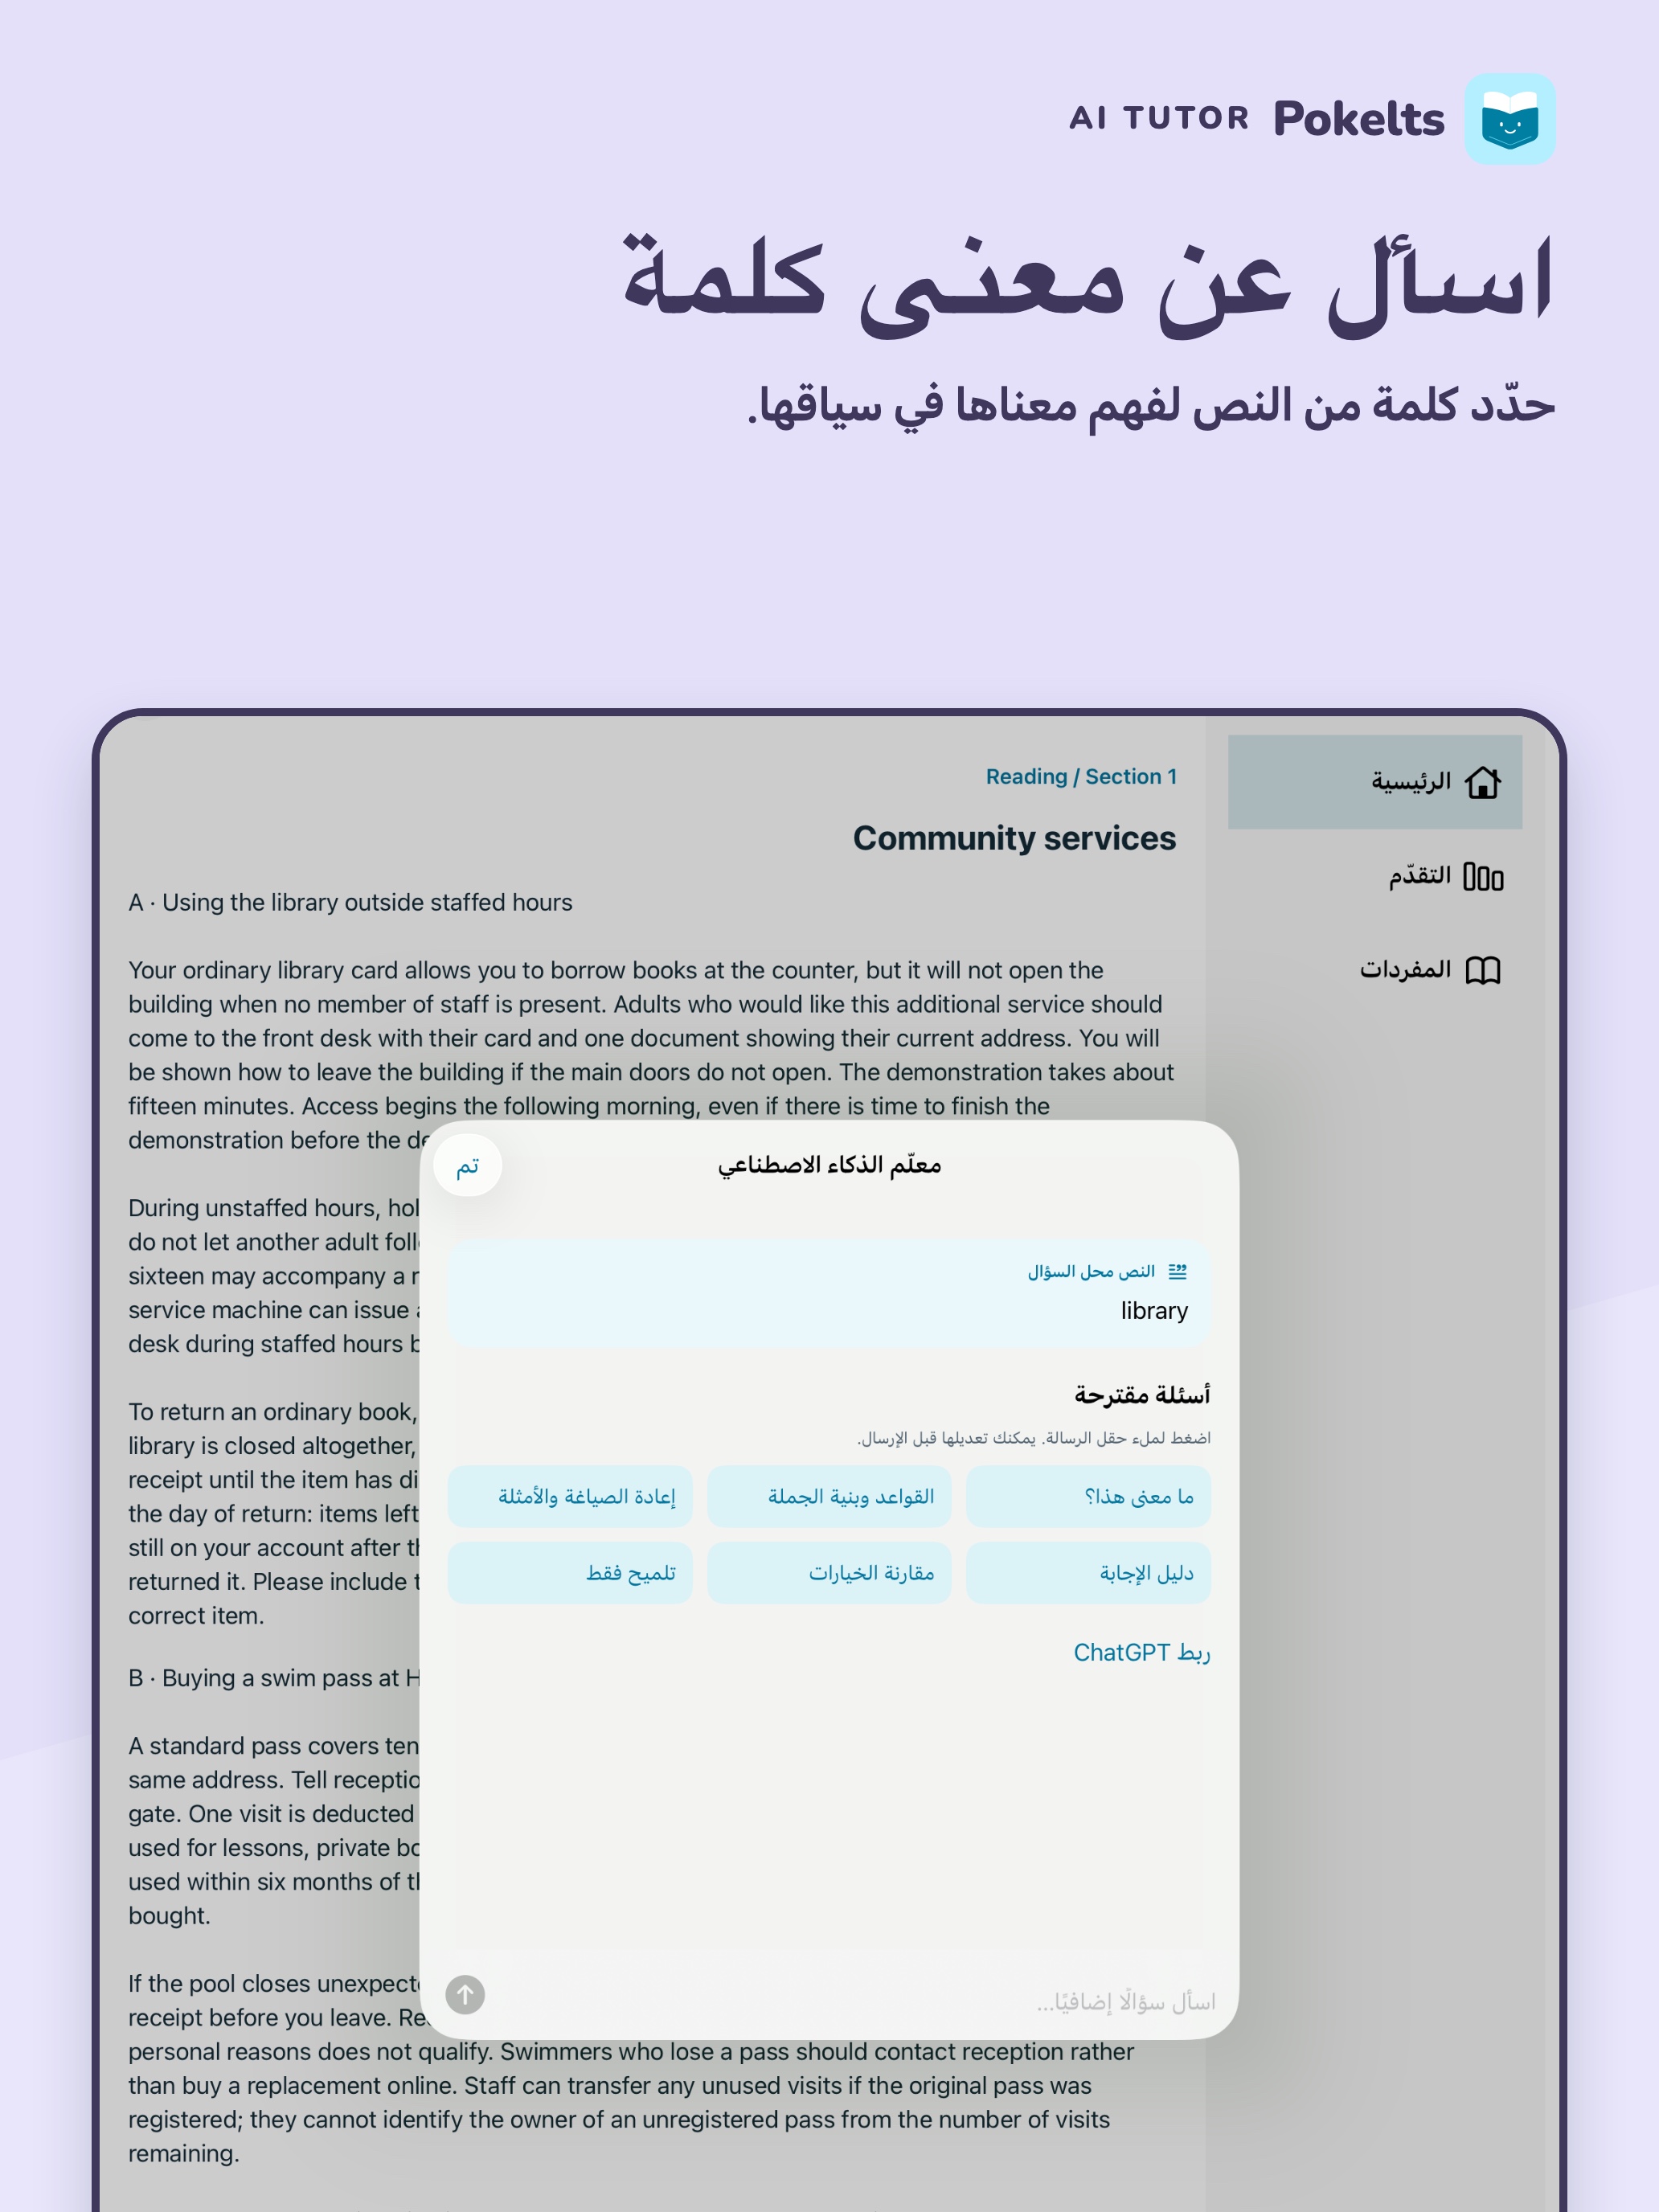 Pokelts AI TUTOR
اسأل عن معنى كلمة
حدّد كلمة من النص لفهم معناها في سياقها.
الرئيسية
التقدّم
المفردات
Reading / Section 1
Community services
A · Using the library outside staffed hours
Your ordinary library card allows you to borrow books at the counter, but it will not open the
building when no member of staff is present. Adults who would like this additional service should
come to the front desk with their card and one document showing their current address. You will
be shown how to leave the building if the main doors do not open. The demonstration takes about
fifteen minutes. Access begins the following morning, even if there is time to finish the
demonstration before the
During unstaffed hours,
do not let another adult
sixteen may accompany a
service machine can issue
desk during staffed hours
To return an ordinary book,
library is closed altogether,
receipt until the item has
the day of return: items left
still on your account after
returned it. Please include
correct item.
B · Buying a swim pass at
A standard pass covers
same address. Tell
gate. One visit is deducted
used for lessons, private
used within six months of
bought.
If the pool closes
receipt before you leave.
personal reasons does not qualify. Swimmers who lose a pass should contact reception rather
than buy a replacement online. Staff can transfer any unused visits if the original pass was
registered; they cannot identify the owner of an unregistered pass from the number of visits
remaining.
معلّم الذكاء الاصطناعي
تم
النص محل السؤال
library
أسئلة مقترحة
اضغط لملء حقل الرسالة. يمكنك تعديلها قبل الإرسال.
ما معنى هذا؟
القواعد وبنية الجملة
إعادة الصياغة والأمثلة
دليل الإجابة
مقارنة الخيارات
تلميح فقط
ربط ChatGPT
اسأل سؤالًا إضافيًا...